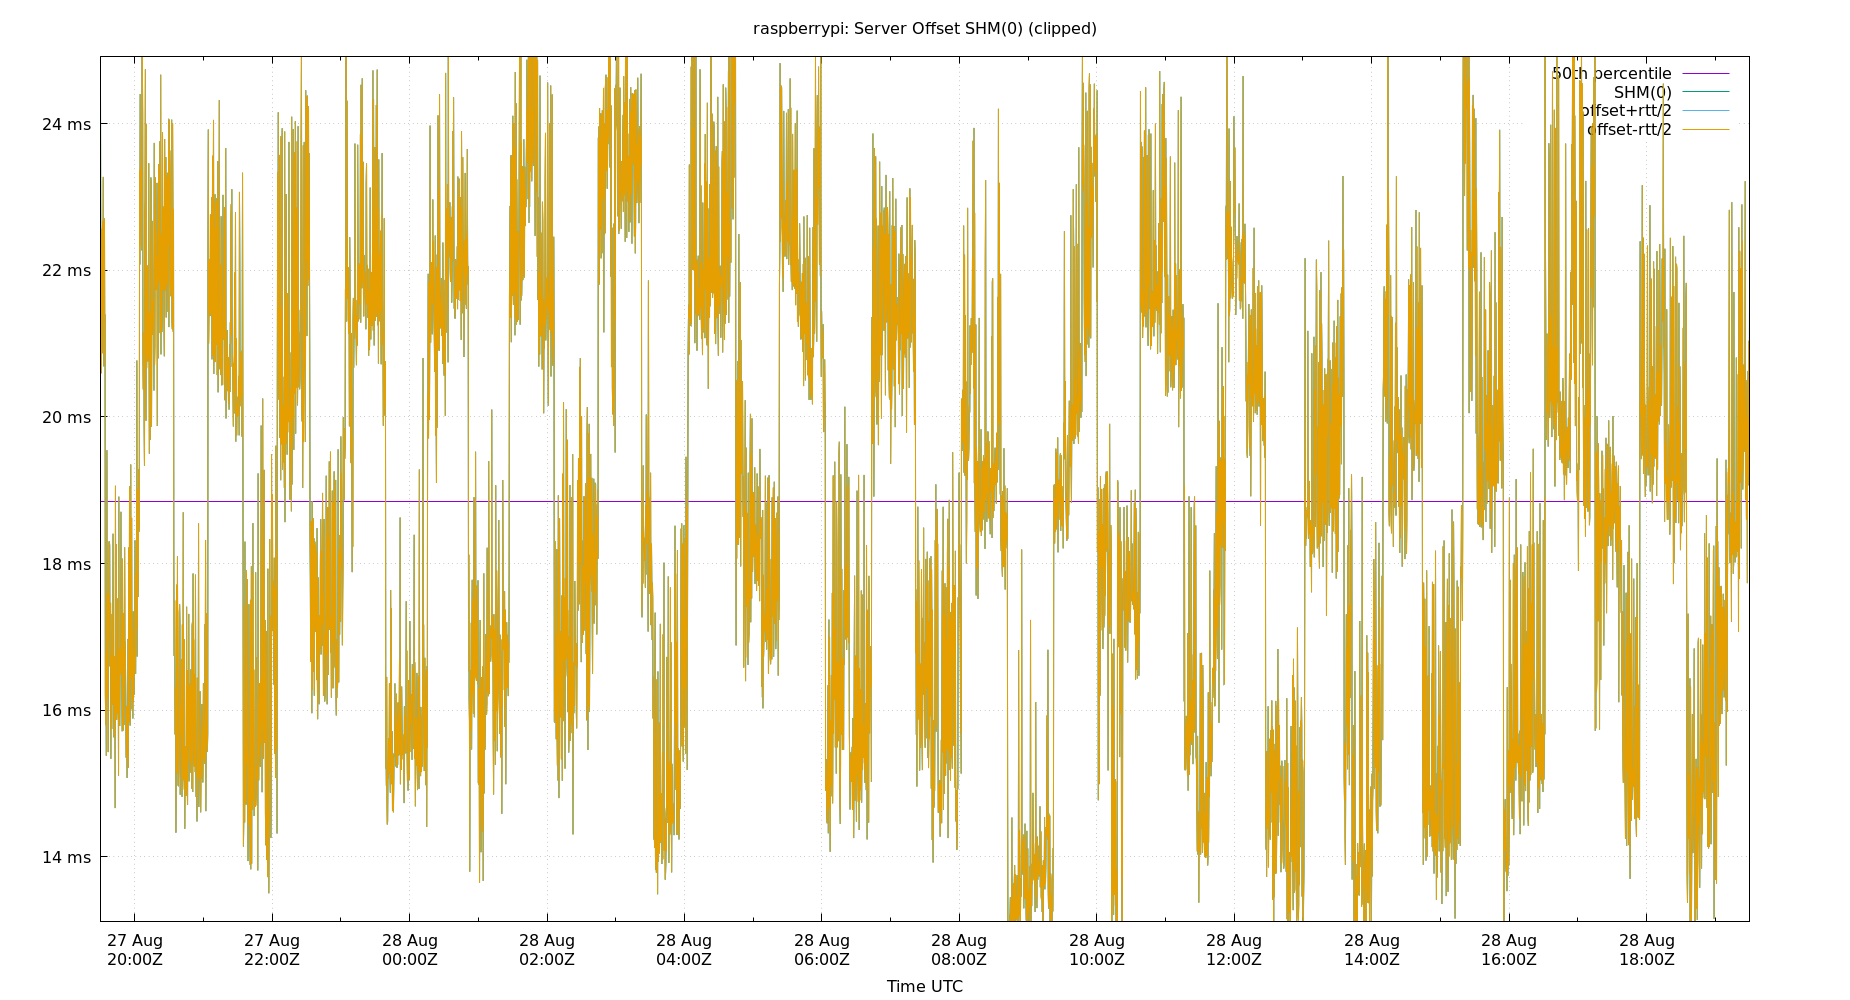 raspberrypi: Server Offset SHM(0) (clipped)
50th percentile
SHM(0)
offset+rtt/2
offset-rtt/2
24 ms
22 ms
20 ms
18 ms
16 ms
14 ms
27 Aug 27 Aug 28 Aug 28 Aug 28 Aug 28 Aug 28 Aug 28 Aug 28 Aug 28 Aug 28 Aug 28 Aug
20:00Z 22:00Z 00:00Z 02:00Z 04:00Z 06:00Z 08:00Z 10:00Z 12:00Z 14:00Z 16:00Z 18:00Z
Time UTC